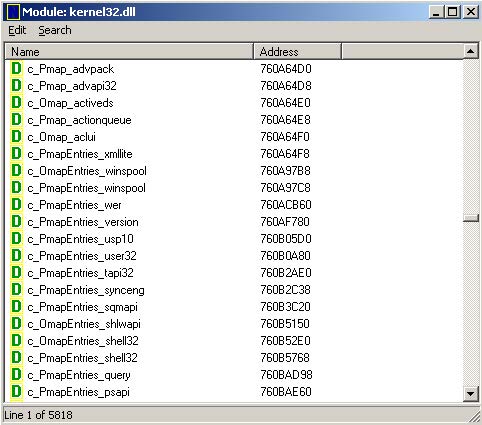 Module: kernel32.dll
Edit Search
Name Address
D c_Pmap_advpack 760A64D0
D c_Pmap_advapi32 760A64D8
D c_Omap_activeds 760A64E0
D c_Pmap_actionqueue 760A64E8
D c_Omap_aclui 760A64F0
D c_PmapEntries_xmllite 760A64F8
D c_OmapEntries_winspool 760A97B8
D c_PmapEntries_winspool 760A97C8
D c_PmapEntries_wer 760ACB60
D c_PmapEntries_version 760AF780
D c_PmapEntries_usp10 760B05D0
D c_PmapEntries_user32 760B0A80
D c_PmapEntries_tapi32 760B2AE0
D c_PmapEntries_synceng 760B2C38
D c_PmapEntries_sqmapi 760B3C20
D c_OmapEntries_shlwapi 760B5150
D c_OmapEntries_shell32 760B52E0
D c_PmapEntries_shell32 760B5768
D c_PmapEntries_query 760BAD98
D c_PmapEntries_psapi 760BAE60
Line 1 of 5818